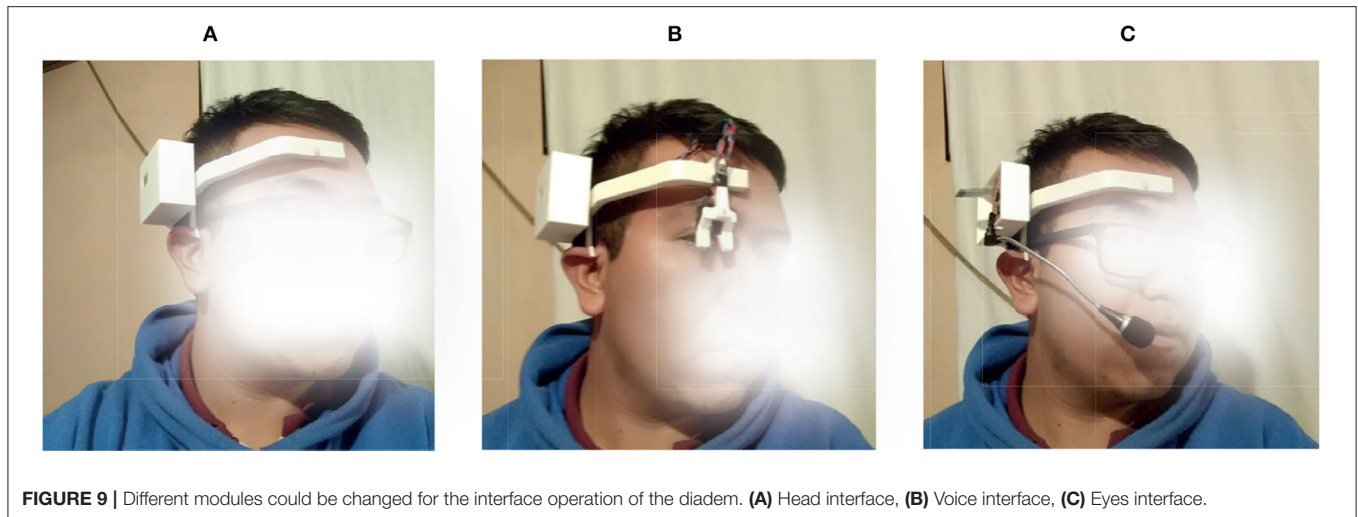 A B C
FIGURE 9 | Different modules could be changed for the interface operation of the diadem. (A) Head interface, (B) Voice interface, (C) Eyes interface.